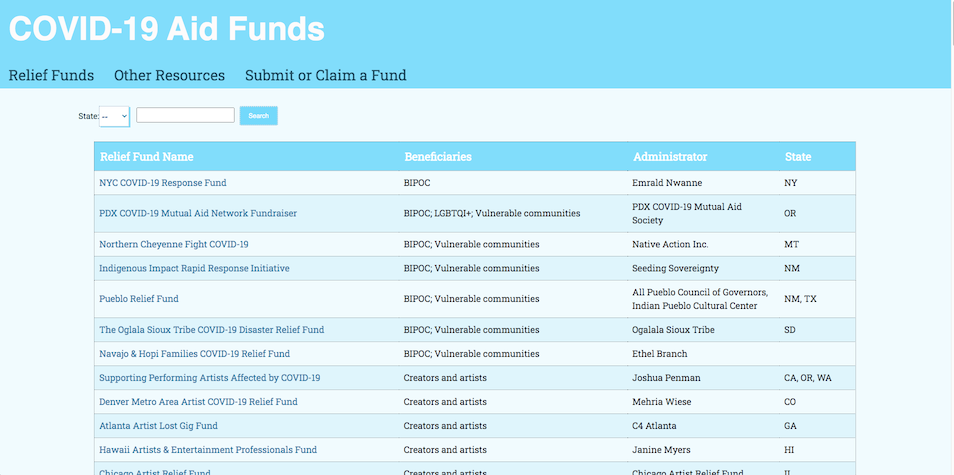 COVID-19 Aid Funds
Relief Funds Other Resources Submit or Claim a Fund
State: -- Search
Relief Fund Name Beneficiaries Administrator State
NYC COVID-19 Response Fund BIPOC Emrald Nwanne NY
PDX COVID-19 Mutual Aid Network Fundraiser BIPOC; LGBTQI+; Vulnerable communities PDX COVID-19 Mutual Aid
Society OR
Northern Cheyenne Fight COVID-19 BIPOC; Vulnerable communities Native Action Inc. MT
Indigenous Impact Rapid Response Initiative BIPOC; Vulnerable communities Seeding Sovereignty NM
Pueblo Relief Fund BIPOC; Vulnerable communities All Pueblo Council of Governors,
Indian Pueblo Cultural Center NM, TX
The Oglala Sioux Tribe COVID-19 Disaster Relief Fund BIPOC; Vulnerable communities Ogalala Sioux Tribe SD
Navajo & Hopi Families COVID-19 Relief Fund BIPOC; Vulnerable communities Ethel Branch
Supporting Performing Artists Affected by COVID-19 Creators and artists Joshua Penman CA, OR, WA
Denver Metro Area Artist COVID-19 Relief Fund Creators and artists Mehria Wiese CO
Atlanta Artist Lost Gig Fund Creators and artists C4 Atlanta GA
Hawaii Artists & Entertainment Professionals Fund Creators and artists Janine Myers HI
Chicago Artist Relief Fund Creators and artists Chicago Artist Relief Fund IL